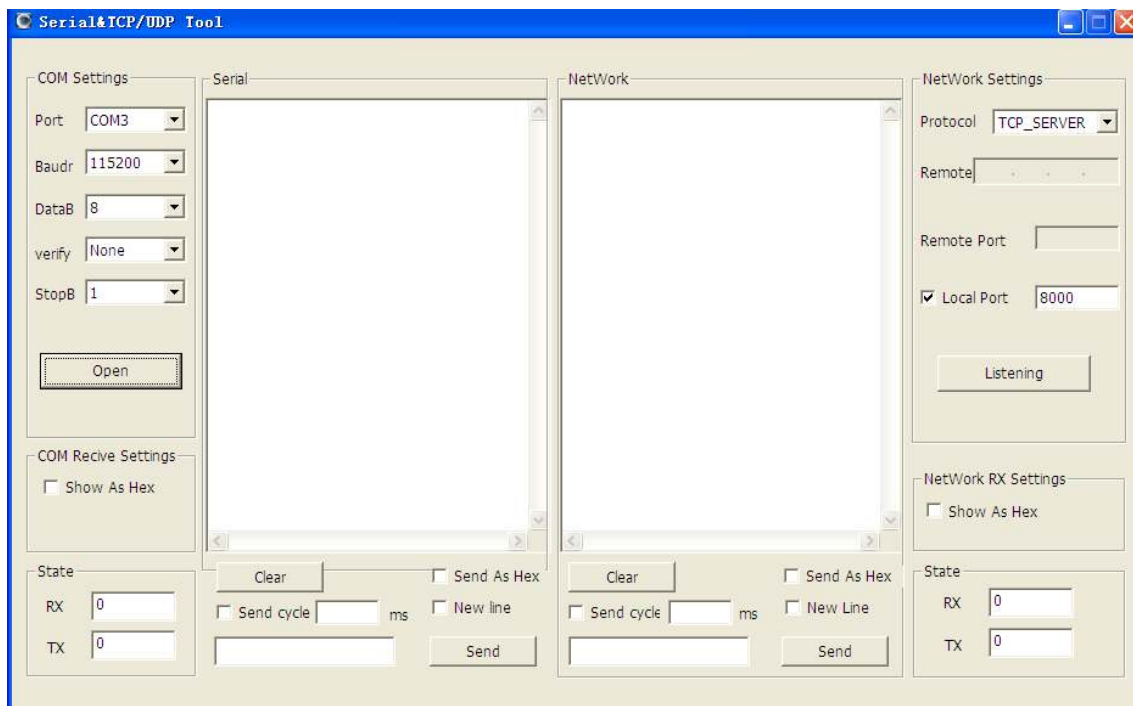 Serial&TCP/UDP Tool
COM Settings
Port COM3
Baudr 115200
DataB 8
verify None
StopB 1
Open
COM Recive Settings
Show As Hex
State
RX 0
TX 0
Serial
Clear
Send As Hex
Send cycle ms
New line
Send
NetWork
Clear
Send As Hex
Send cycle ms
New Line
Send
NetWork Settings
Protocol TCP_SERVER
Remote . . .
Remote Port
Local Port 8000
Listening
NetWork RX Settings
Show As Hex
State
RX 0
TX 0